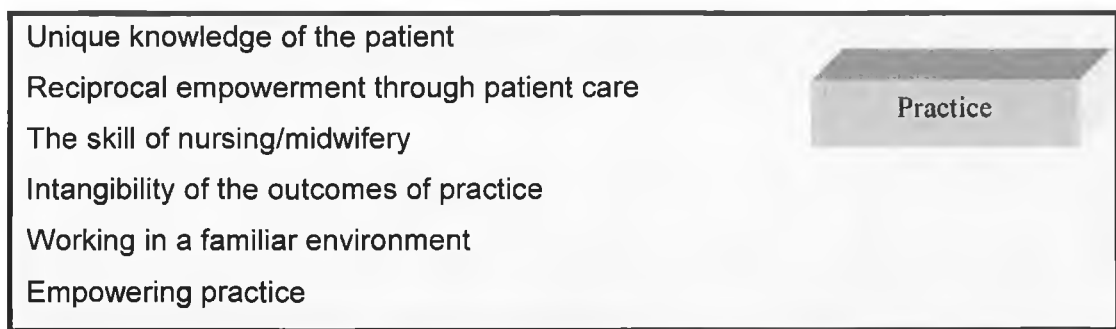 Unique knowledge of the patient
Reciprocal empowerment through patient care
Practice
The skill of nursing/midwifery
Intangibility of the outcomes of practice
Working in a familiar environment
Empowering practice